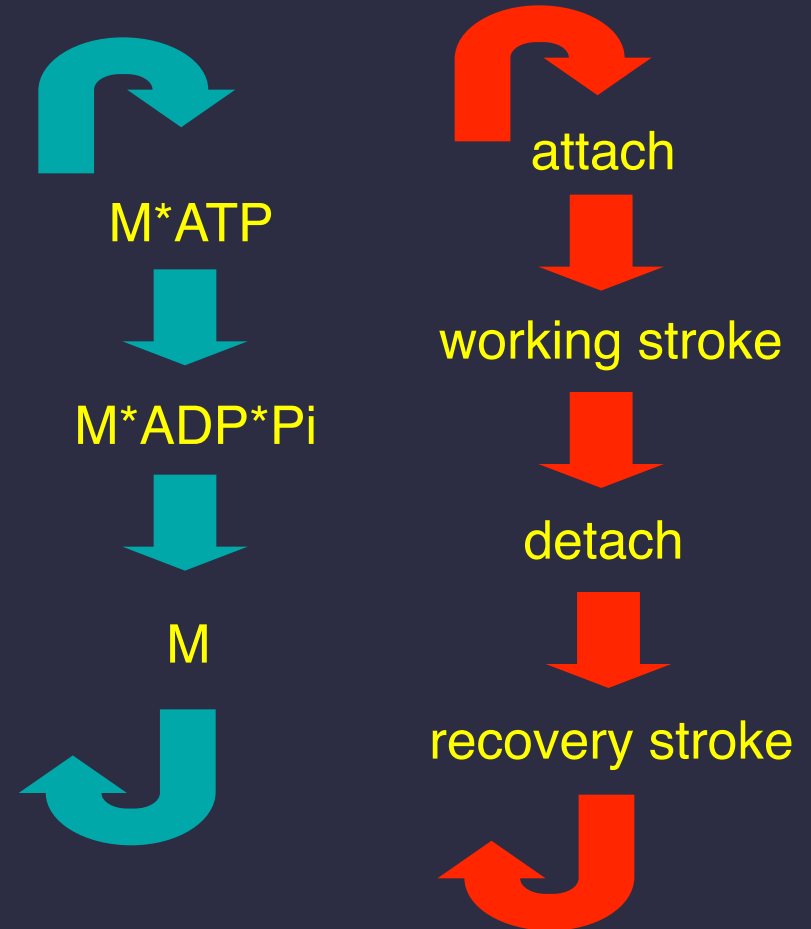 M*ATP
M*ADP*Pi
M
attach
working stroke
detach
recovery stroke